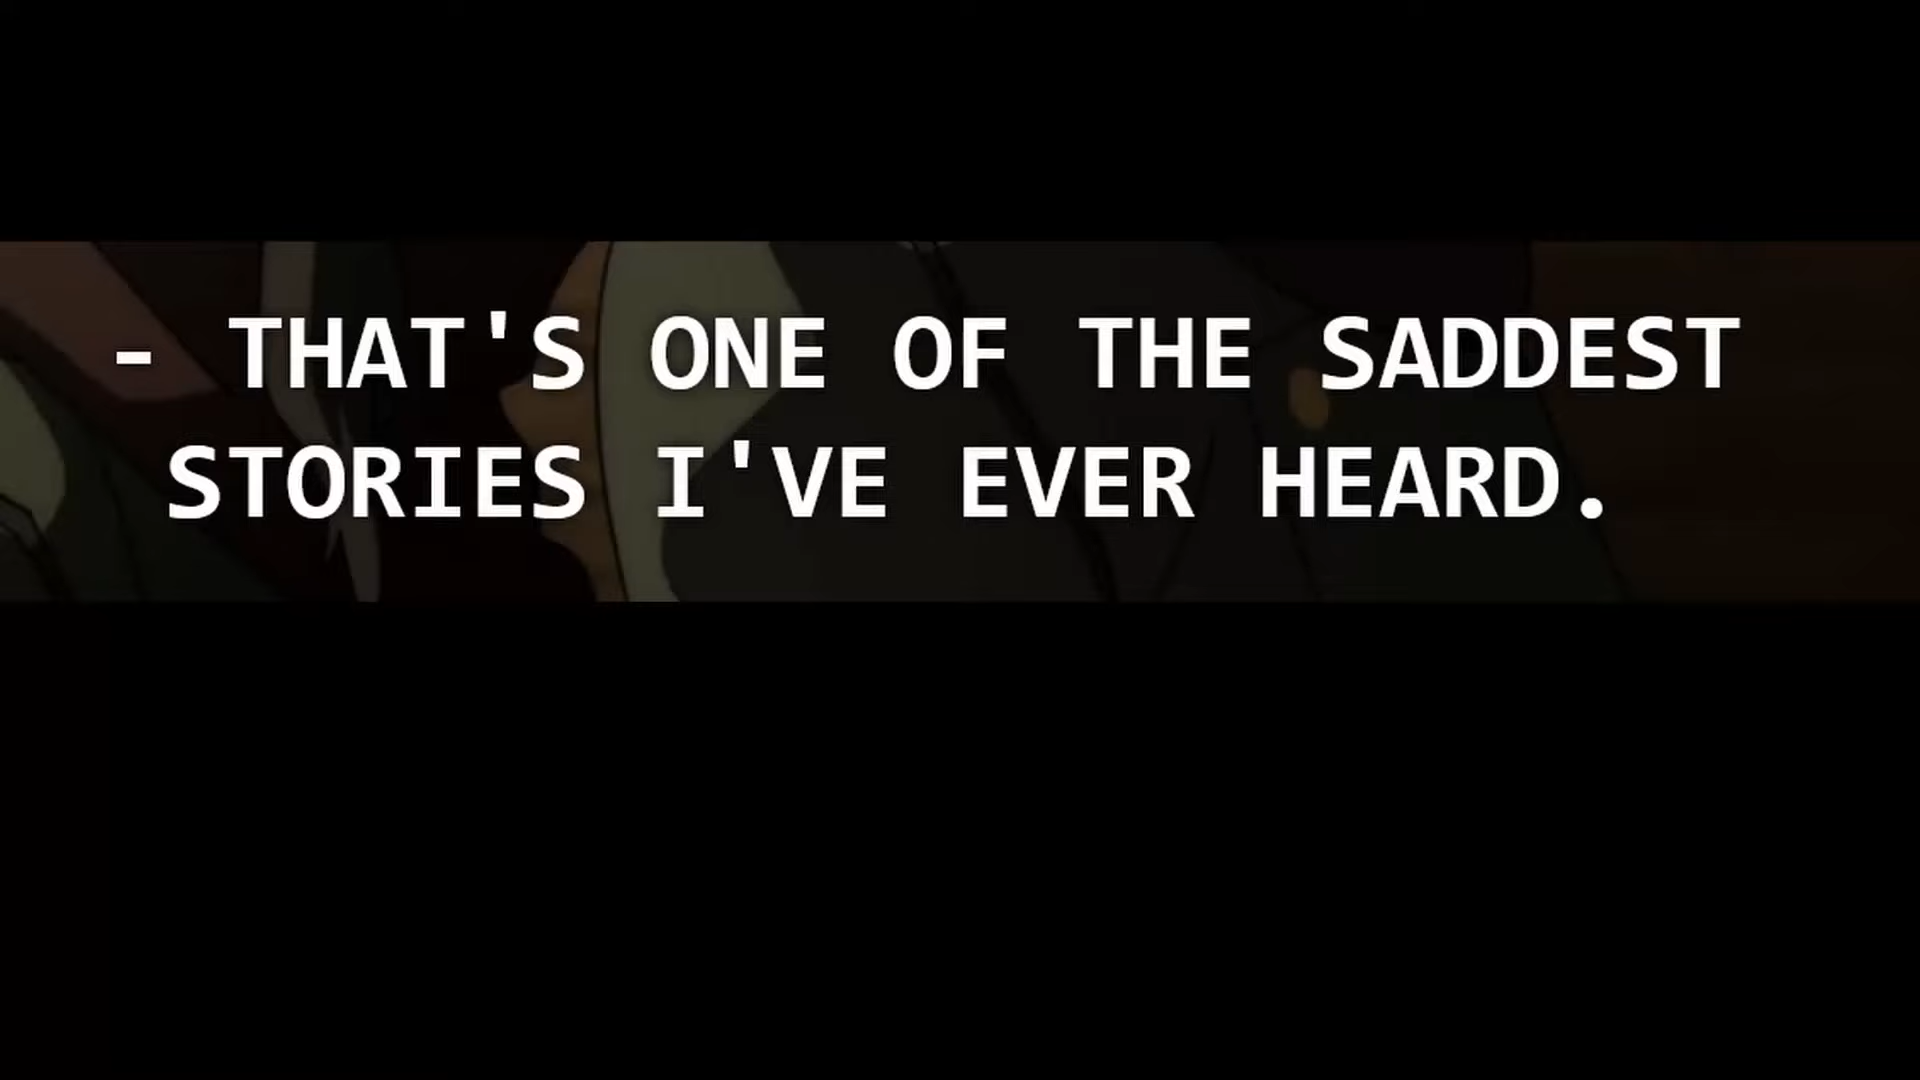 - THAT'S ONE OF THE SADDEST
STORIES I'VE EVER HEARD.